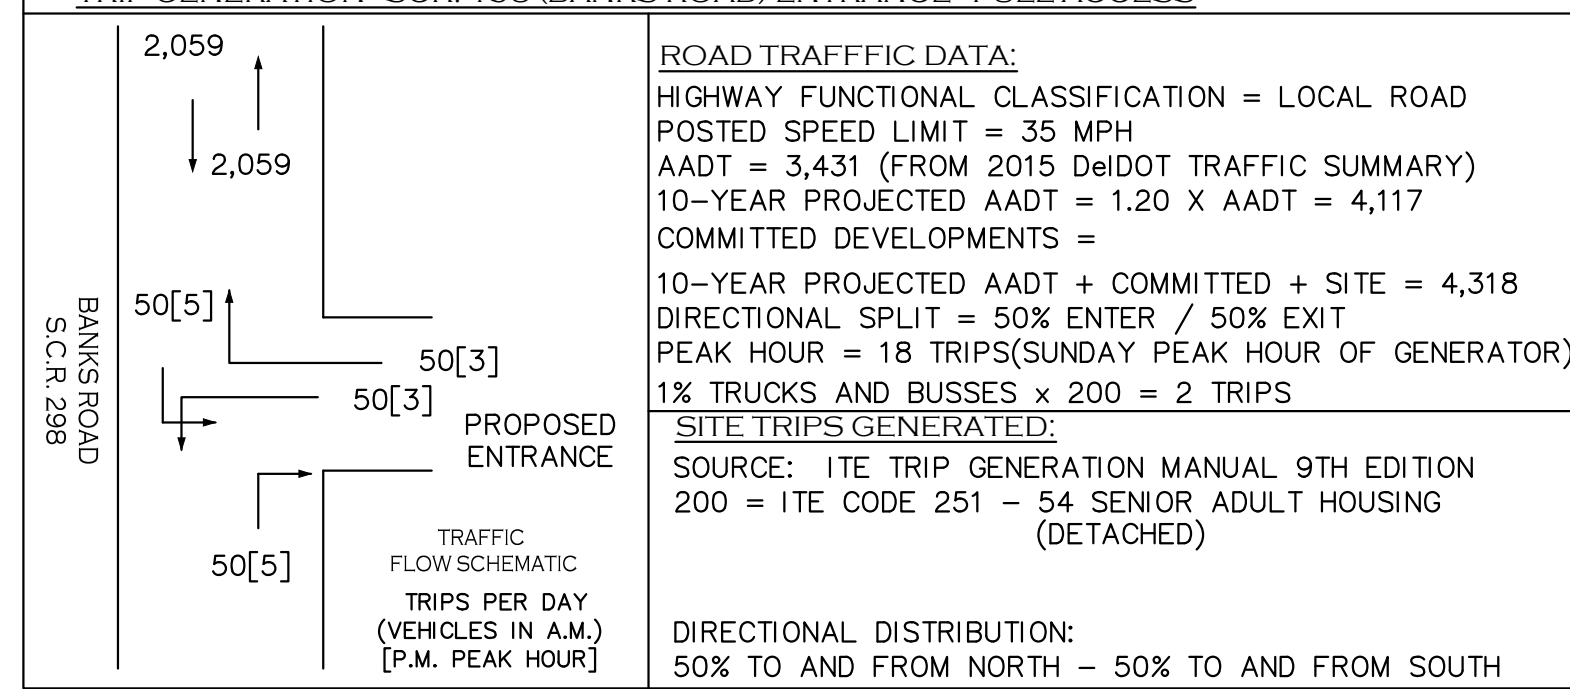 2,059
2,059
50[5]
50[3]
50[3]
PROPOSED
ENTRANCE
BANKS ROAD
S.C.R. 298
50[5]
TRAFFIC
FLOW SCHEMATIC
TRIPS PER DAY
(VEHICLES IN A.M.)
[P.M. PEAK HOUR]
ROAD TRAFFFIC DATA:
HIGHWAY FUNCTIONAL CLASSIFICATION = LOCAL ROAD
POSTED SPEED LIMIT = 35 MPH
AADT = 3,431 (FROM 2015 DelDOT TRAFFIC SUMMARY)
10-YEAR PROJECTED AADT = 1.20 X AADT = 4,117
COMMITTED DEVELOPMENTS =
10-YEAR PROJECTED AADT + COMMITTED + SITE = 4,318
DIRECTIONAL SPLIT = 50% ENTER / 50% EXIT
PEAK HOUR = 18 TRIPS(SUNDAY PEAK HOUR OF GENERATOR)
1% TRUCKS AND BUSSES x 200 = 2 TRIPS
SITE TRIPS GENERATED:
SOURCE: ITE TRIP GENERATION MANUAL 9TH EDITION
200 = ITE CODE 251 - 54 SENIOR ADULT HOUSING
(DETACHED)
DIRECTIONAL DISTRIBUTION:
50% TO AND FROM NORTH - 50% TO AND FROM SOUTH